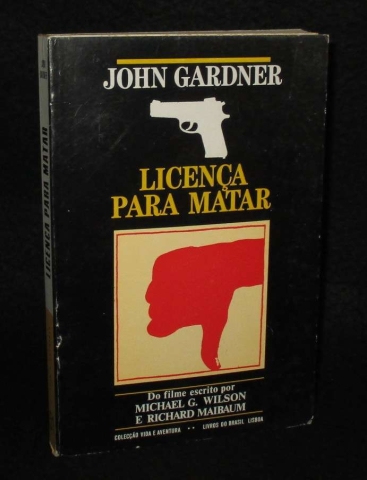 JOHN GARDNER
LICENÇA
PARA MATAR
Do filme escrito por
MICHAEL G. WILSON
E RICHARD MAIBAUM
COLECÇÃO VIDA E AVENTURA ** LIVROS DO BRASIL LISBOA
LICENÇA PARA MATAR